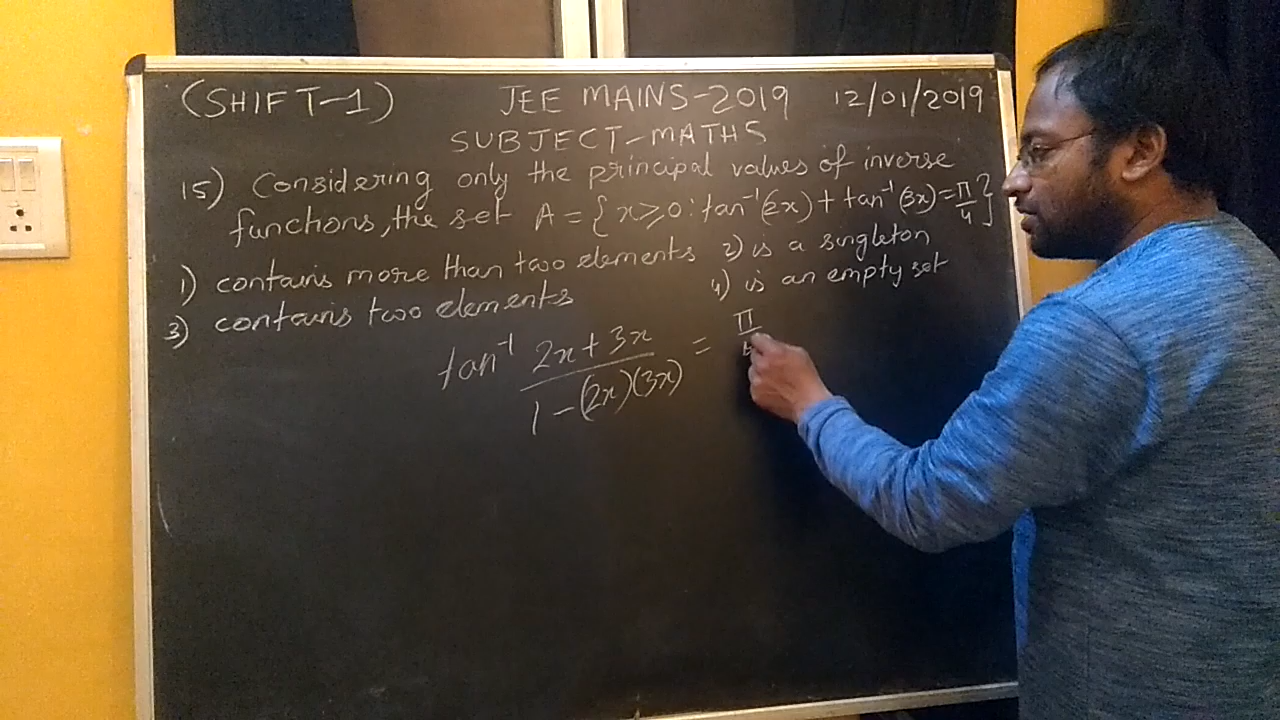 (SHIFT-1) JEE MAINS-2019 12/01/2019
SUBJECT-MATHS
15) Considering only the principal values of inverse
functions, the set A = {x ⩾ 0 : tan⁻¹(2x) + tan⁻¹(3x) = π/4}
1) contains more than two elements 2) is a singleton
3) contains two elements 4) is an empty set
tan⁻¹ (2x + 3x)/(1 - (2x)(3x)) = π/4